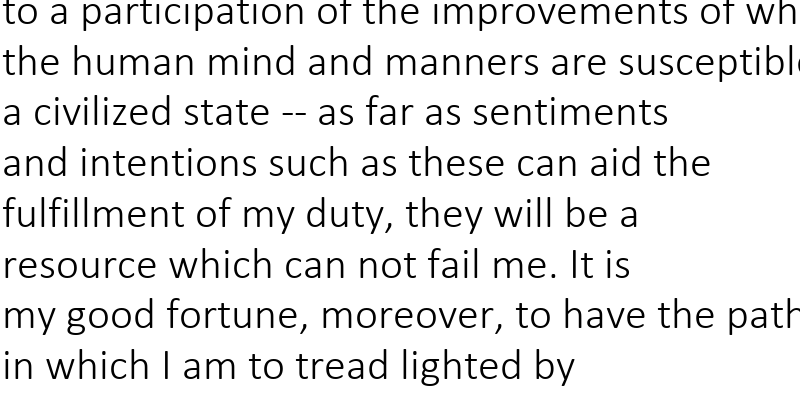 to a participation of the improvements of wh
the human mind and manners are susceptible
a civilized state -- as far as sentiments
and intentions such as these can aid the
fulfillment of my duty, they will be a
resource which can not fail me. It is
my good fortune, moreover, to have the path
in which I am to tread lighted by